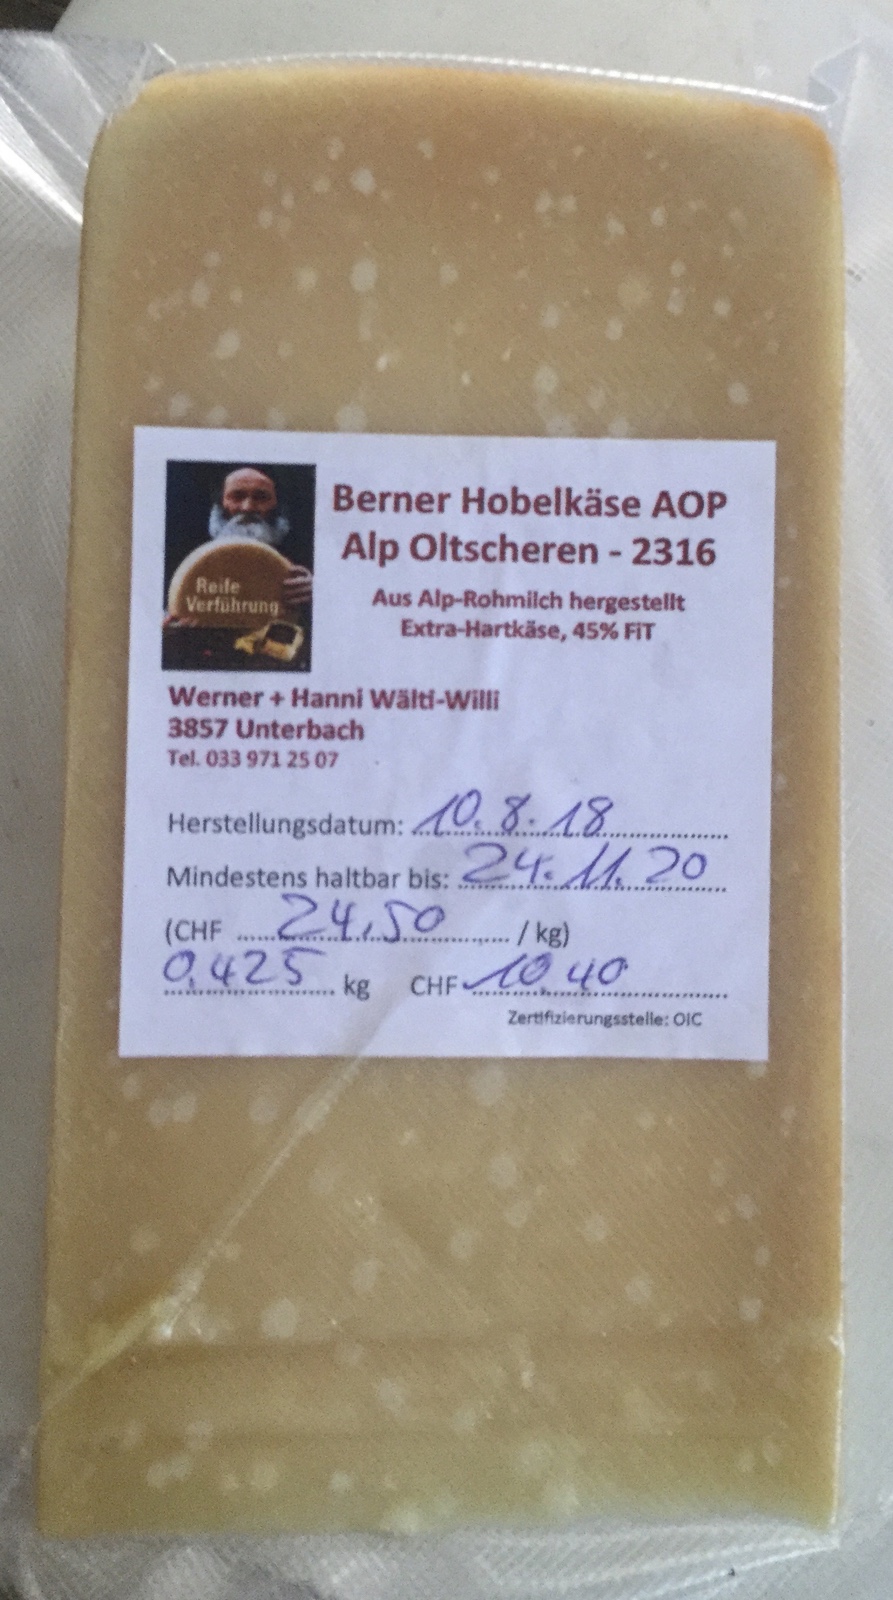 Reife
Verführung
Berner Hobelkäse AOP
Alp Oltscheren - 2316
Aus Alp-Rohmilch hergestellt
Extra-Hartkäse, 45% FiT
Werner + Hanni Wälti-Willi
3857 Unterbach
Tel. 033 971 25 07
Herstellungsdatum: 10.8.18
Mindestens haltbar bis: 24.11.20
(CHF 24,50 / kg)
0,425 kg CHF 10.40
Zertifizierungsstelle: OIC